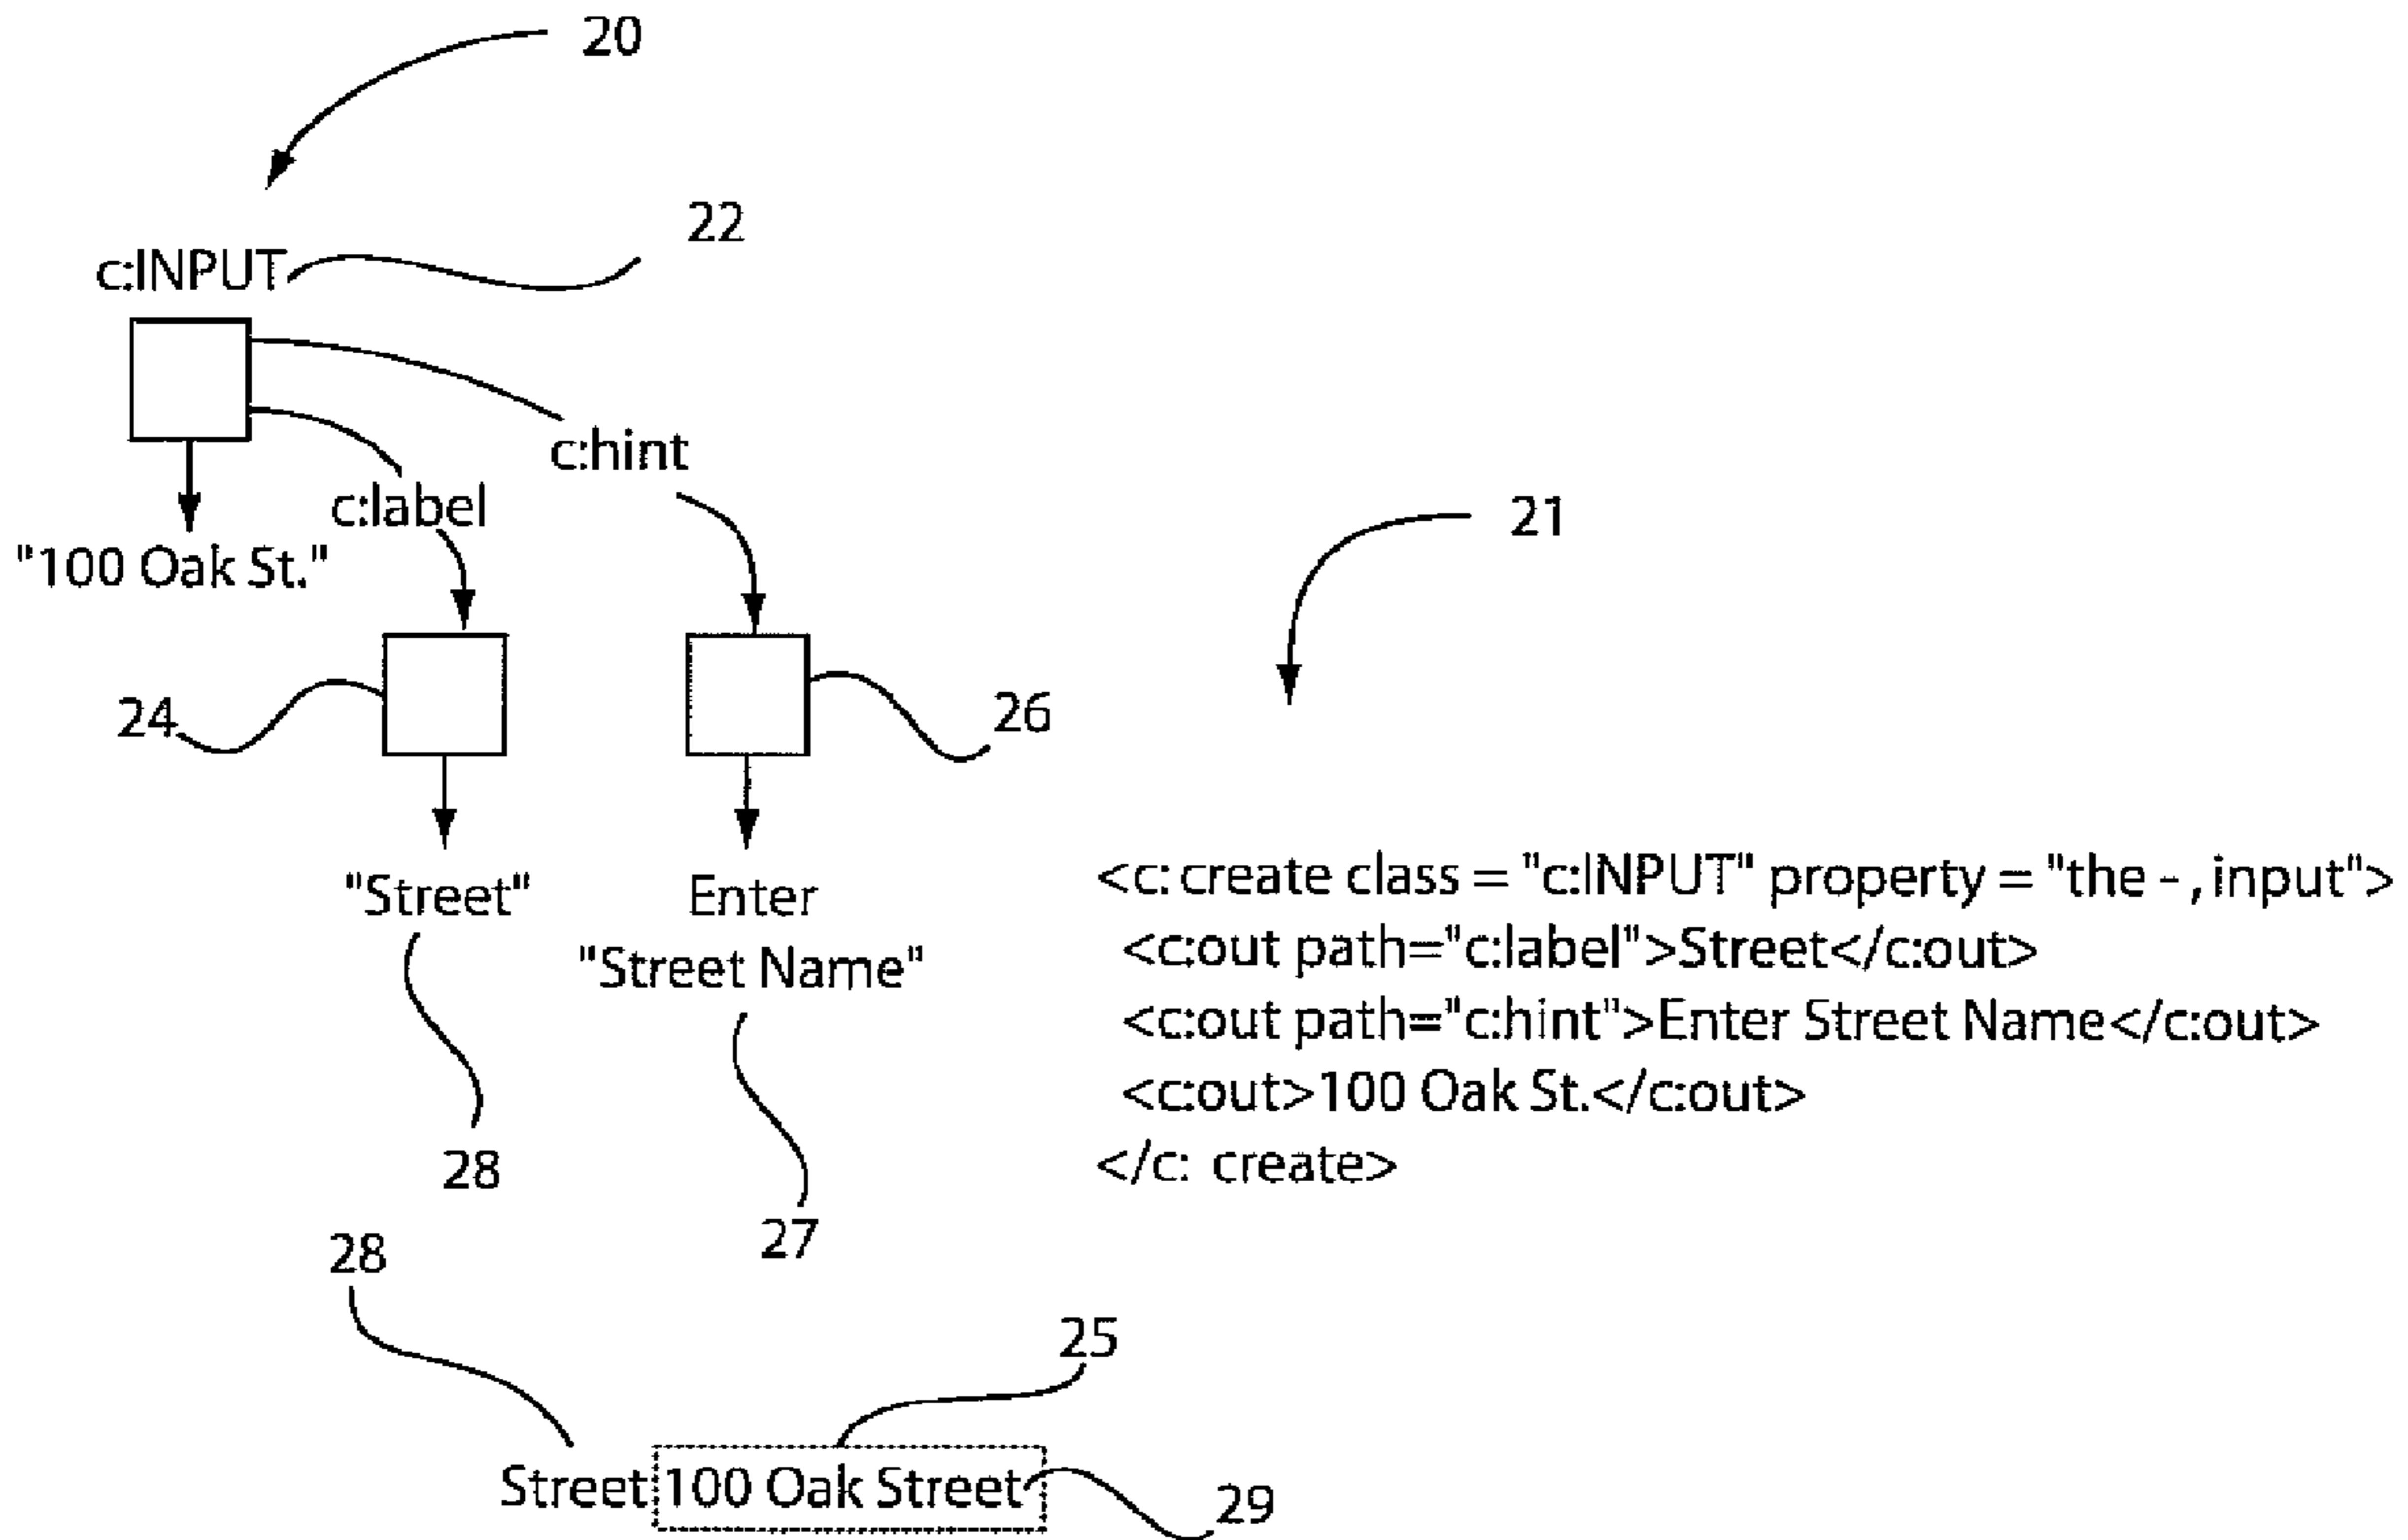 20
22
c:INPUT
c:hint
c:label
"100 Oak St."
21
24
26
"Street"
Enter
"Street Name"
<c: create class = "c:INPUT" property = "the - , input">
<c:out path="c:label">Street</c:out>
<c:out path="c:hint">Enter Street Name</c:out>
<c:out>100 Oak St.</c:out>
</c: create>
28
27
28
25
Street 100 Oak Street
29